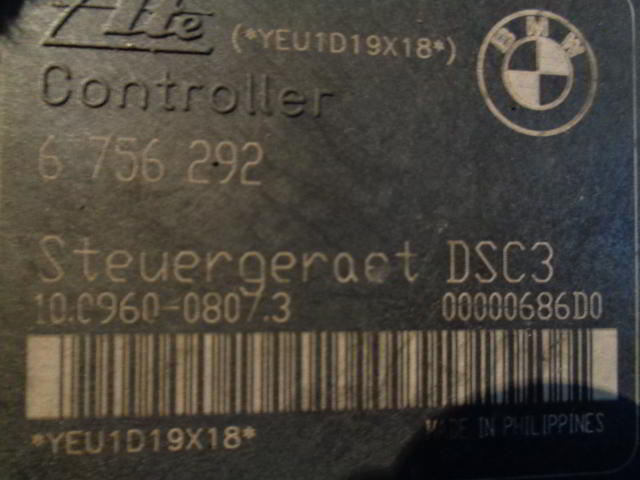 Ate (*YEU1D19X18*)
BMW
Controller
6 756 292
Steuergeraet DSC3
10.0960-0807.3 00000686D0
*YEU1D19X18*
MADE IN PHILIPPINES